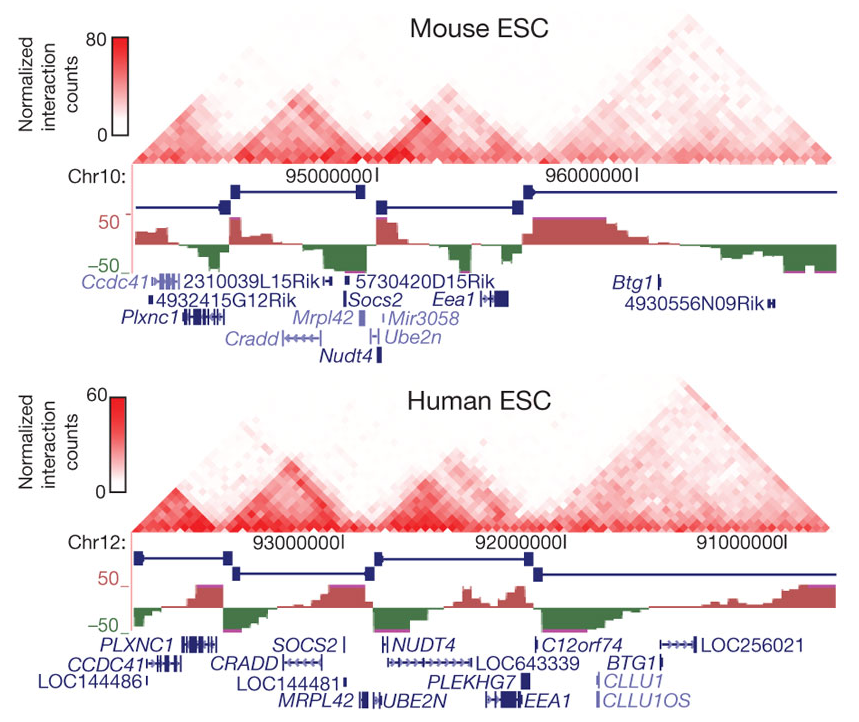 Mouse ESC
Normalized
interaction
counts
80
0
Chr10: 95000000 96000000
50
−50
Ccdc41 2310039L15Rik 5730420D15Rik Btg1
4932415G12Rik Socs2 Eea1 4930556N09Rik
Plxnc1 Mrpl42 Mir3058
Cradd Ube2n
Nudt4
Human ESC
Normalized
interaction
counts
60
0
Chr12: 93000000 92000000 91000000
50
−50
PLXNC1 SOCS2 NUDT4 C12orf74 LOC256021
CCDC41 CRADD LOC643339 BTG1
LOC144486 LOC144481 PLEKHG7 CLLU1
MRPL42 UBE2N EEA1 CLLU1OS